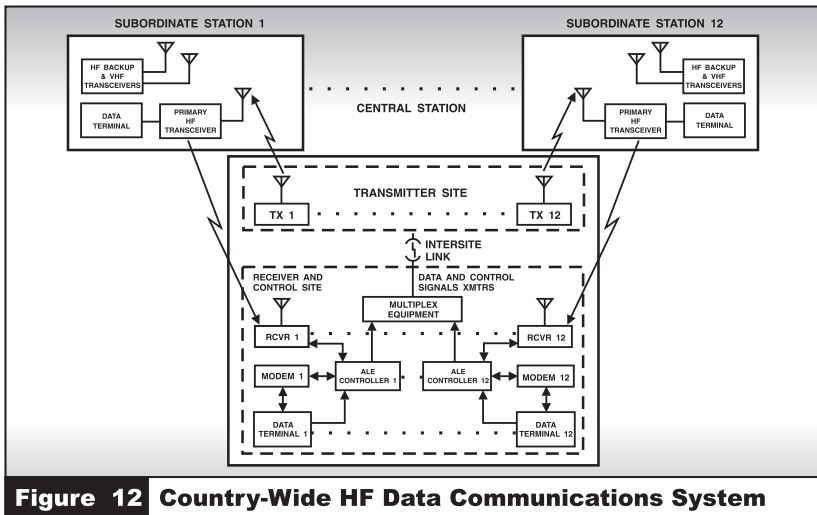 SUBORDINATE STATION 1
SUBORDINATE STATION 12
HF BACKUP
& VHF
TRANSCEIVERS
DATA
TERMINAL
PRIMARY
HF
TRANSCEIVER
CENTRAL STATION
HF BACKUP
& VHF
TRANSCEIVERS
PRIMARY
HF
TRANSCEIVER
DATA
TERMINAL
TRANSMITTER SITE
TX 1
TX 12
INTERSITE
LINK
RECEIVER AND
CONTROL SITE
DATA AND CONTROL
SIGNALS XMTRS
MULTIPLEX
EQUIPMENT
RCVR 1
RCVR 12
MODEM 1
ALE
CONTROLLER 1
ALE
CONTROLLER 12
MODEM 12
DATA
TERMINAL 1
DATA
TERMINAL 12
Figure 12 Country-Wide HF Data Communications System